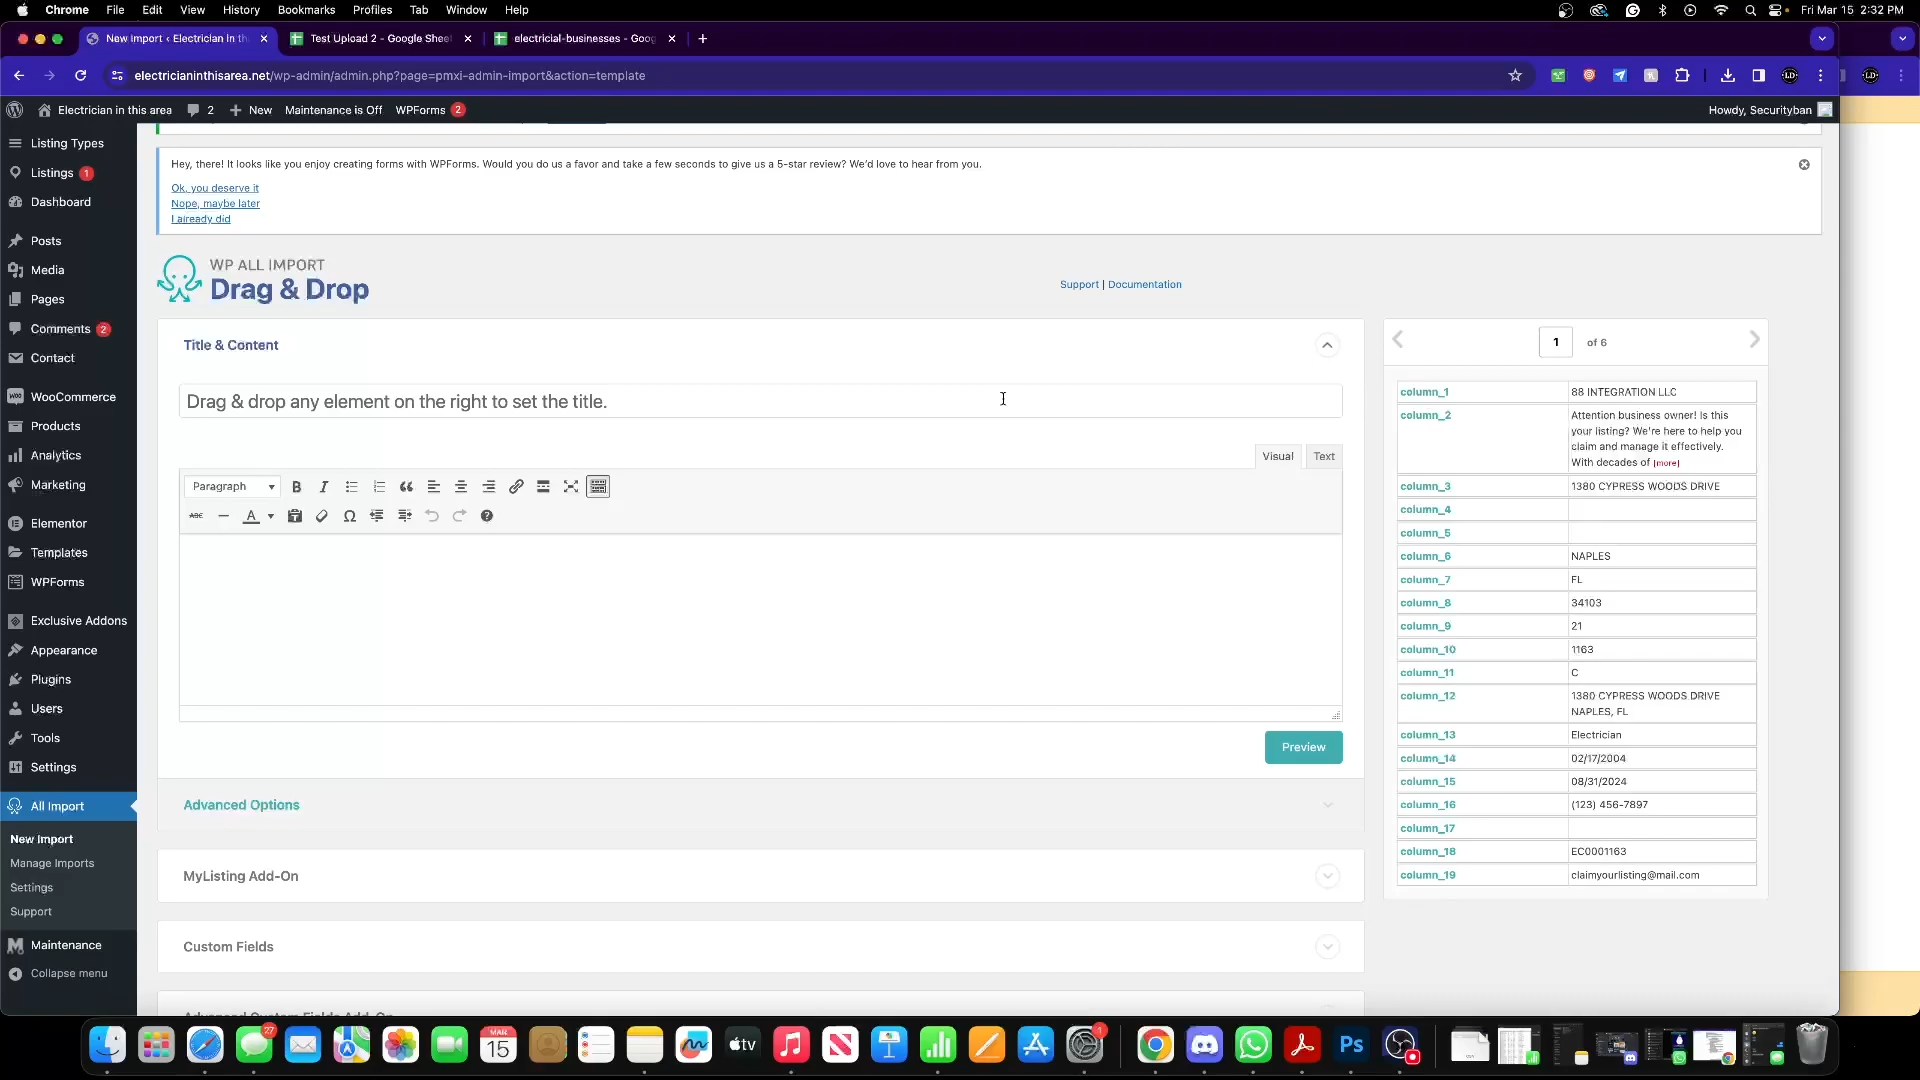 Chrome File Edit View History Bookmarks Profiles Tab Window Help
Fri Mar 15 2:32 PM
New Import ‹ Electrician in th
Test Upload 2 - Google Shee
electricial-businesses - Goog
electricianinthisarea.net/wp-admin/admin.php?page=pmxi-admin-import&action=template
Electrician in this area 2 New Maintenance is Off WPForms 2
Howdy, Securityban
Listing Types
Listings 1
Dashboard
Posts
Media
Pages
Comments 2
Contact
WooCommerce
Products
Analytics
Marketing
Elementor
Templates
WPForms
Exclusive Addons
Appearance
Plugins
Users
Tools
Settings
All Import
New Import
Manage Imports
Settings
Support
Maintenance
Collapse menu
Hey, there! It looks like you enjoy creating forms with WPForms. Would you do us a favor and take a few seconds to give us a 5-star review? We'd love to hear from you.
Ok, you deserve it
Nope, maybe later
I already did
WP ALL IMPORT
Drag & Drop
Support | Documentation
Title & Content
Drag & drop any element on the right to set the title.
Visual Text
Paragraph
ABC
Preview
Advanced Options
MyListing Add-On
Custom Fields
1 of 6
column_1 88 INTEGRATION LLC
column_2 Attention business owner! Is this
your listing? We're here to help you
claim and manage it effectively.
With decades of [more]
column_3 1380 CYPRESS WOODS DRIVE
column_4
column_5
column_6 NAPLES
column_7 FL
column_8 34103
column_9 21
column_10 1163
column_11 C
column_12 1380 CYPRESS WOODS DRIVE
NAPLES, FL
column_13 Electrician
column_14 02/17/2004
column_15 08/31/2024
column_16 (123) 456-7897
column_17
column_18 EC0001163
column_19 claimyourlisting@mail.com
27
MAR
15
tv
1
Ps